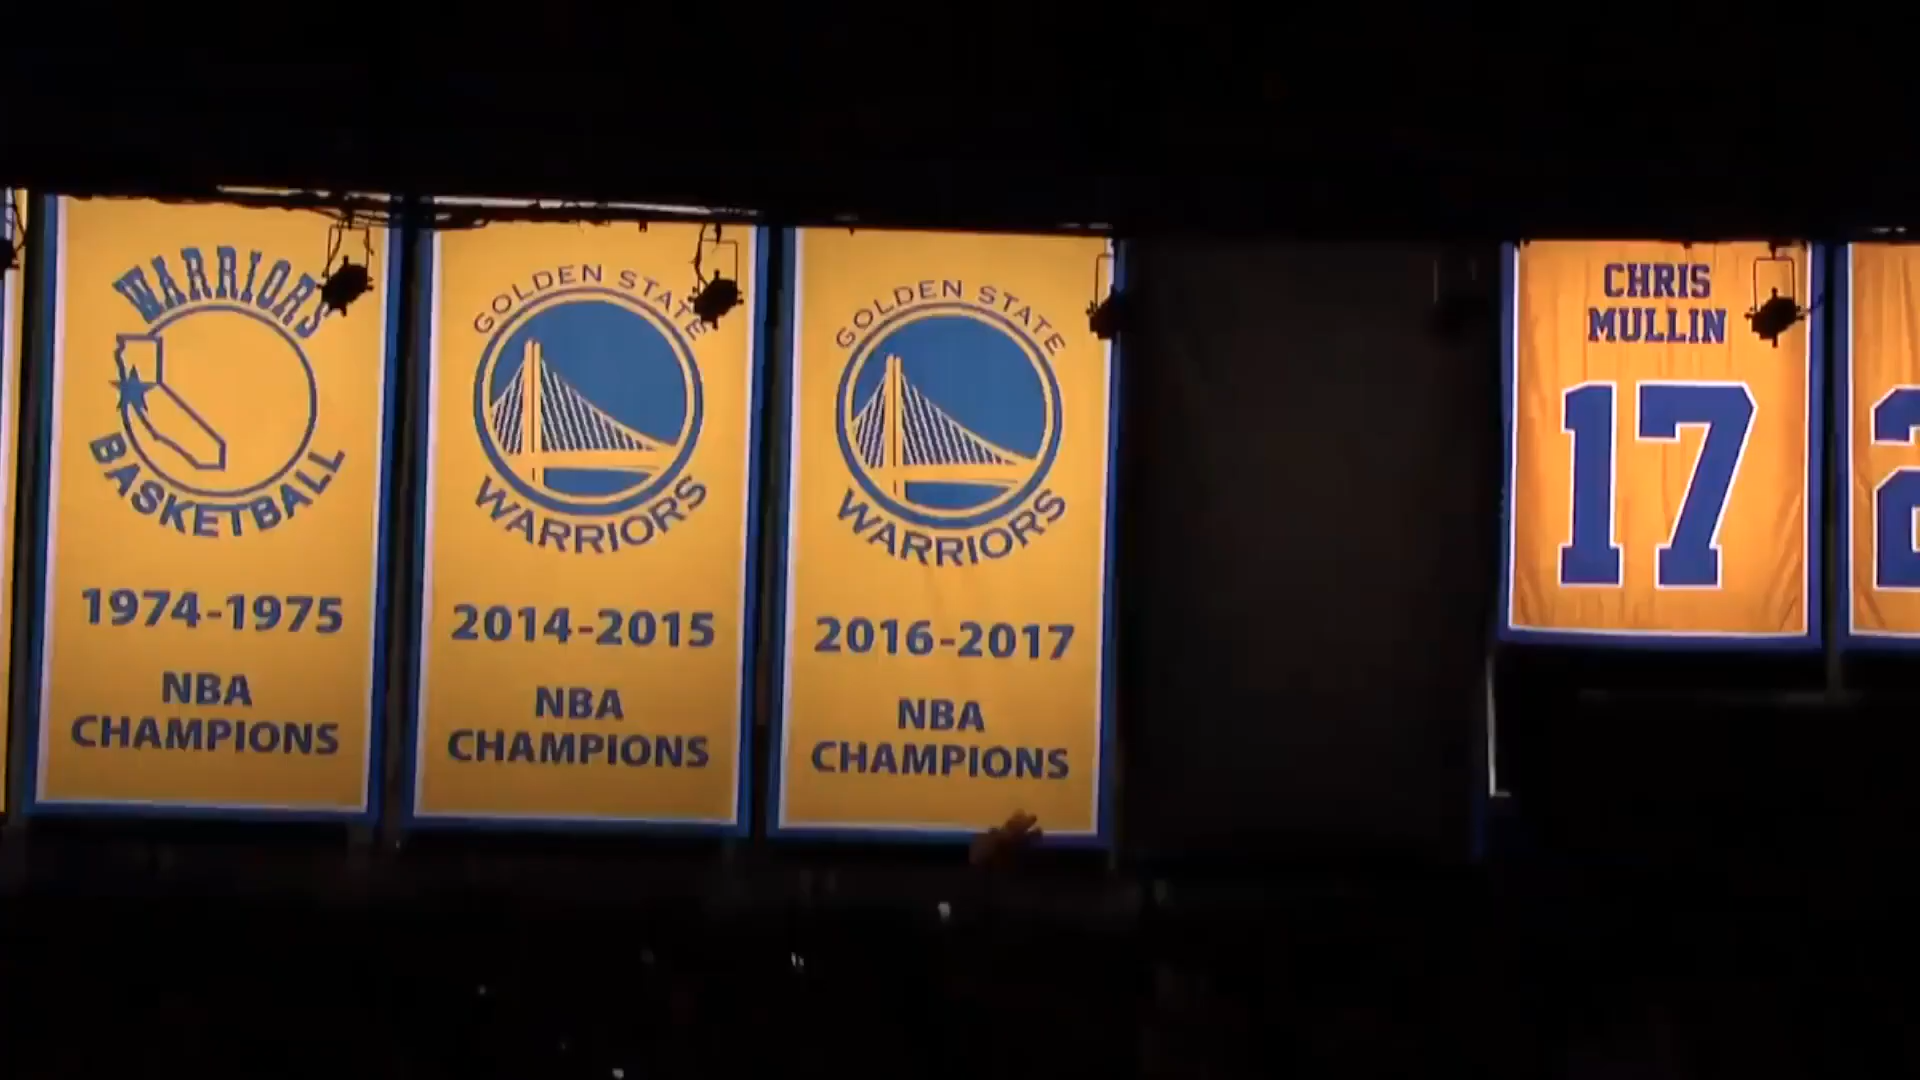 WARRIORS
BASKETBALL
1974-1975
NBA
CHAMPIONS
GOLDEN STATE
WARRIORS
2014-2015
NBA
CHAMPIONS
GOLDEN STATE
WARRIORS
2016-2017
NBA
CHAMPIONS
CHRIS
MULLIN
17
2